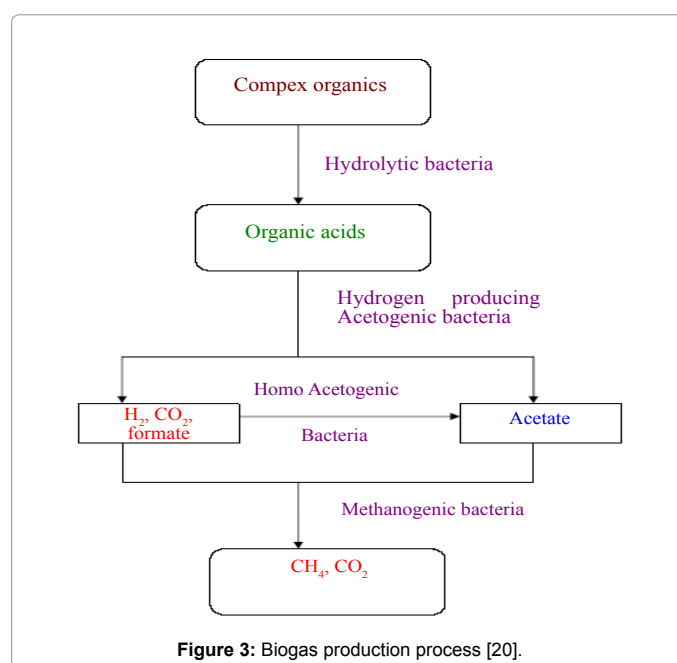 Compex organics
Hydrolytic bacteria
Organic acids
Hydrogen producing
Acetogenic bacteria
Homo Acetogenic
H₂, CO₂,
formate
Bacteria
Acetate
Methanogenic bacteria
CH₄, CO₂
Figure 3: Biogas production process [20].